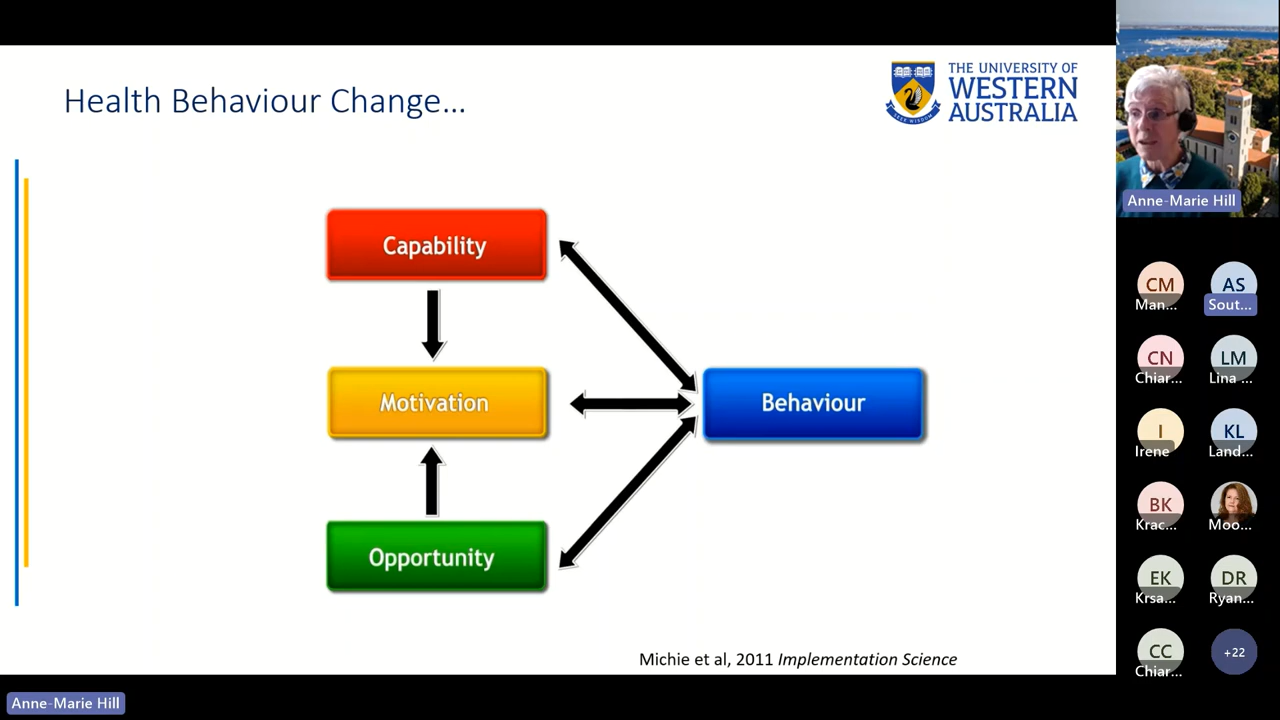 Health Behaviour Change...
THE UNIVERSITY OF
WESTERN
AUSTRALIA
SEEK WISDOM
Capability
Motivation
Behaviour
Opportunity
Michie et al, 2011 Implementation Science
Anne-Marie Hill
Anne-Marie Hill
CM
Man...
AS
Sout...
CN
Chiar...
LM
Lina ...
I
Irene
KL
Land...
BK
Krac...
Moo...
EK
Krsa...
DR
Ryan...
CC
Chiar...
+22